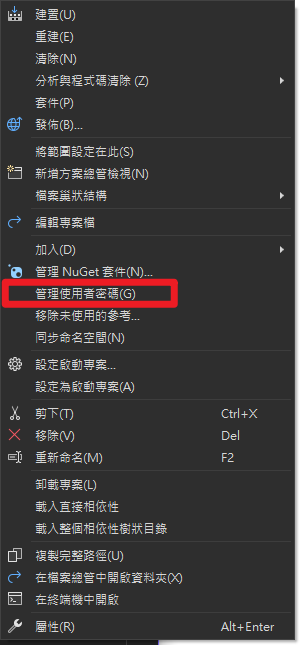 建置(U)
重建(E)
清除(N)
分析與程式碼清除 (Z)
套件(P)
發佈(B)...
將範圍設定在此(S)
新增方案總管檢視(N)
檔案巢狀結構
編輯專案檔
加入(D)
管理 NuGet 套件(N)...
管理使用者密碼(G)
移除未使用的參考...
同步命名空間(N)
設定啟動專案...
設定為啟動專案(A)
剪下(T) Ctrl+X
移除(V) Del
重新命名(M) F2
卸載專案(L)
載入直接相依性
載入整個相依性樹狀目錄
複製完整路徑(U)
在檔案總管中開啟資料夾(X)
在終端機中開啟
屬性(R) Alt+Enter